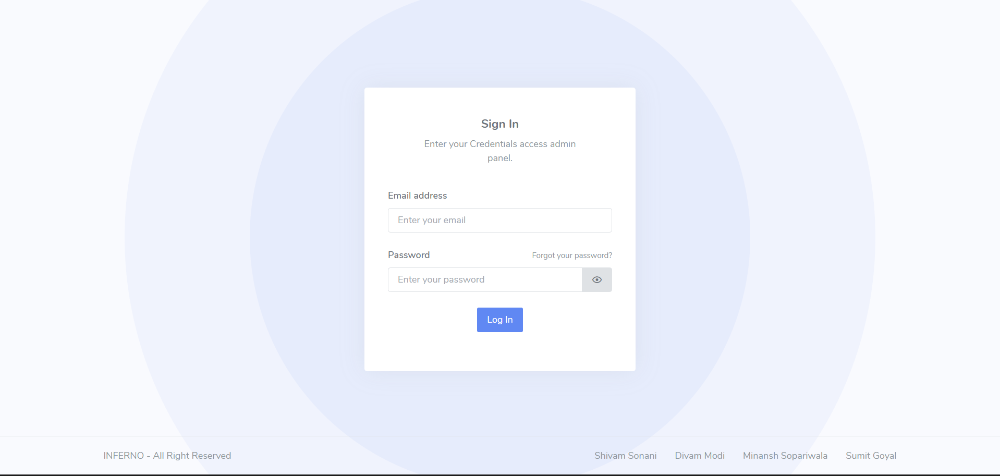 Sign In
Enter your Credentials access admin
panel.
Email address
Enter your email
Password
Forgot your password?
Enter your password
Log In
INFERNO - All Right Reserved
Shivam Sonani
Divam Modi
Minansh Sopariwala
Sumit Goyal